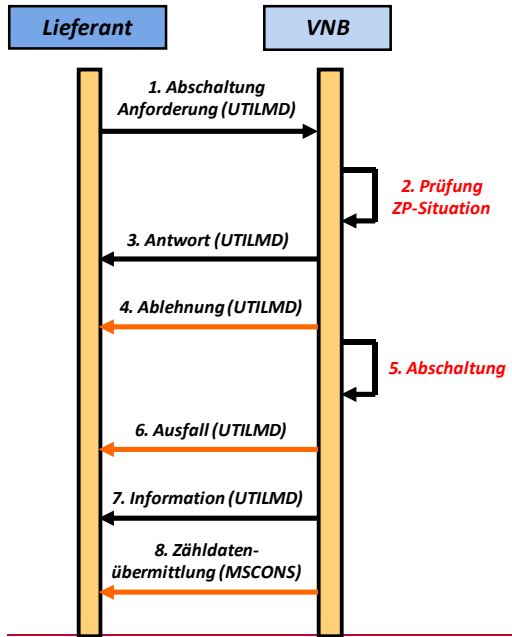 Lieferant
VNB
1. Abschaltung
Anforderung (UTILMD)
2. Prüfung
ZP-Situation
3. Antwort (UTILMD)
4. Ablehnung (UTILMD)
5. Abschaltung
6. Ausfall (UTILMD)
7. Information (UTILMD)
8. Zähldaten-
übermittlung (MSCONS)